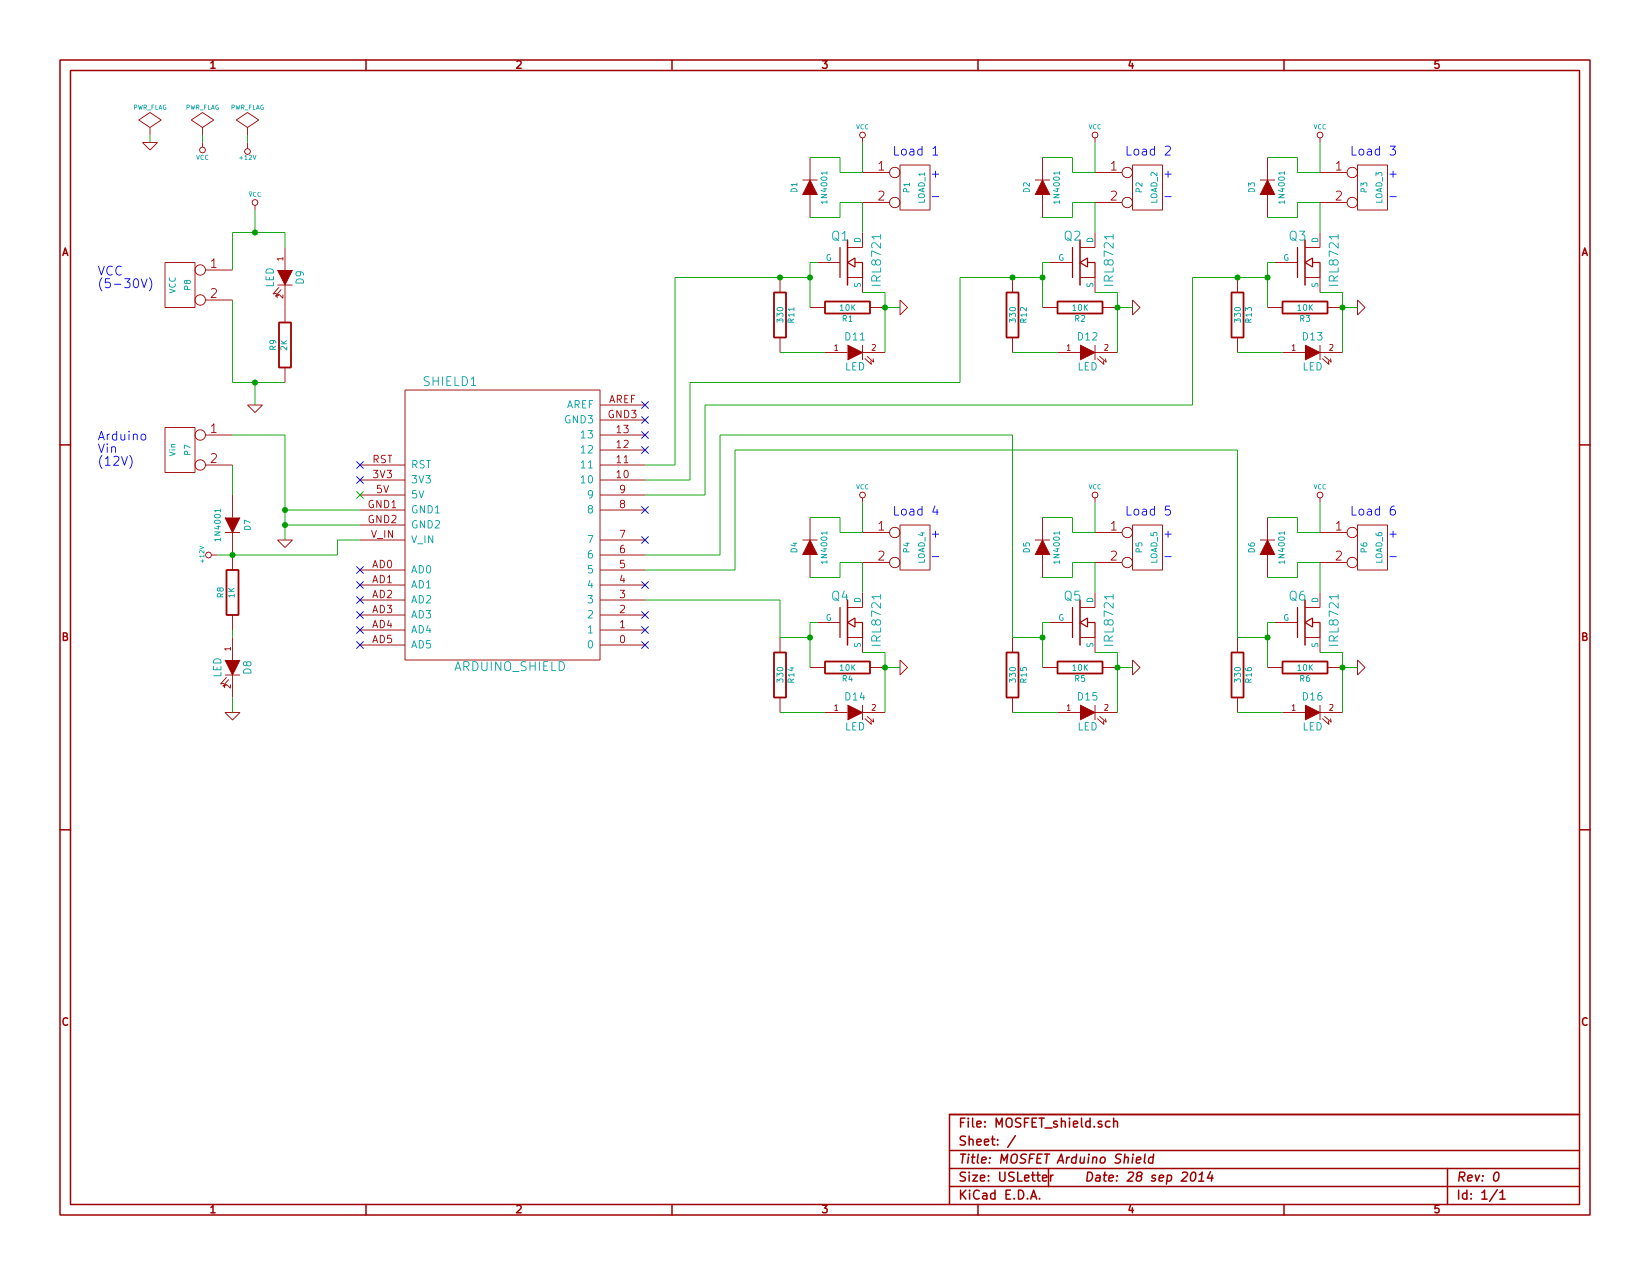 1 2 3 4 5
A A
B B
C C
1 2 3 4 5
PWR_FLAG PWR_FLAG PWR_FLAG
VCC +12V
VCC
VCC
(5-30V)
VCC
P8
1
2
1
LED
D9
2
R9
2K
Arduino
Vin
(12V)
Vin
P7
1
2
1N4001
D7
+12V
R8
1K
1
LED
D8
2
SHIELD1
RST RST
3V3 3V3
5V 5V
GND1 GND1
GND2 GND2
V_IN V_IN
AD0 AD0
AD1 AD1
AD2 AD2
AD3 AD3
AD4 AD4
AD5 AD5
AREF AREF
GND3 GND3
13 13
12 12
11 11
10 10
9 9
8 8
7 7
6 6
5 5
4 4
3 3
2 2
1 1
0 0
ARDUINO_SHIELD
VCC
Load 1
D1
1N4001
1
2
P1
LOAD_1
+
-
Q1
IRL8721
D
G
S
330
R11
10K
R1
D11
1 2
LED
VCC
Load 2
D2
1N4001
1
2
P2
LOAD_2
+
-
Q2
IRL8721
D
G
S
330
R12
10K
R2
D12
1 2
LED
VCC
Load 3
D3
1N4001
1
2
P3
LOAD_3
+
-
Q3
IRL8721
D
G
S
330
R13
10K
R3
D13
1 2
LED
VCC
Load 4
D4
1N4001
1
2
P4
LOAD_4
+
-
Q4
IRL8721
D
G
S
330
R14
10K
R4
D14
1 2
LED
VCC
Load 5
D5
1N4001
1
2
P5
LOAD_5
+
-
Q5
IRL8721
D
G
S
330
R15
10K
R5
D15
1 2
LED
VCC
Load 6
D6
1N4001
1
2
P6
LOAD_6
+
-
Q6
IRL8721
D
G
S
330
R16
10K
R6
D16
1 2
LED
File: MOSFET_shield.sch
Sheet: /
Title: MOSFET Arduino Shield
Size: USLetter Date: 28 sep 2014 Rev: 0
KiCad E.D.A. Id: 1/1